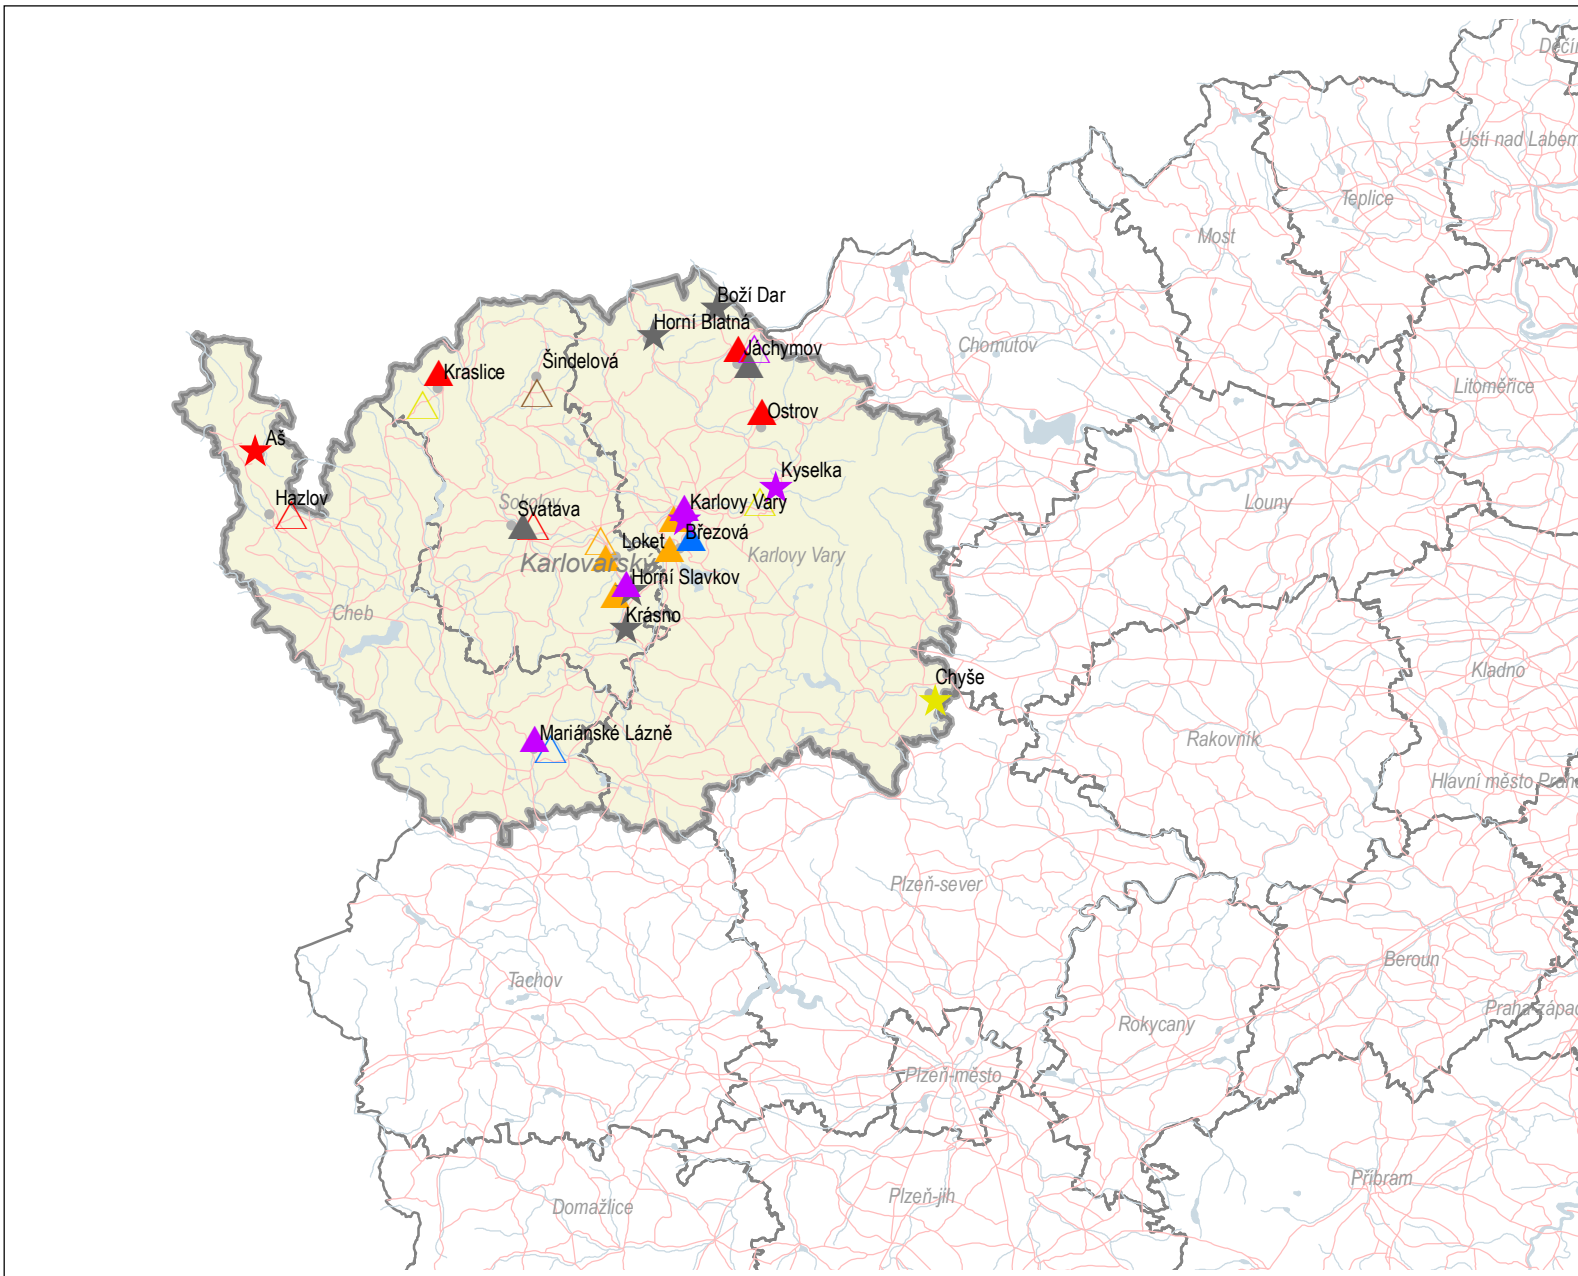 Děčín
Ústí nad Labem
Teplice
Most
Boží Dar
Horní Blatná
Jáchymov
Chomutov
Šindelová
Kraslice
Litoměřice
Ostrov
Aš
Kyselka
Hazlov
Sokolov
Karlovy Vary
Louny
Svatava
Březová
Loket
Karlovy Vary
Karlovarský
Horní Slavkov
Cheb
Krásno
Kladno
Chyše
Mariánské Lázně
Rakovník
Hlavní město Praha
Plzeň-sever
Beroun
Tachov
Praha-západ
Rokycany
Plzeň-město
Příbram
Plzeň-jih
Domažlice